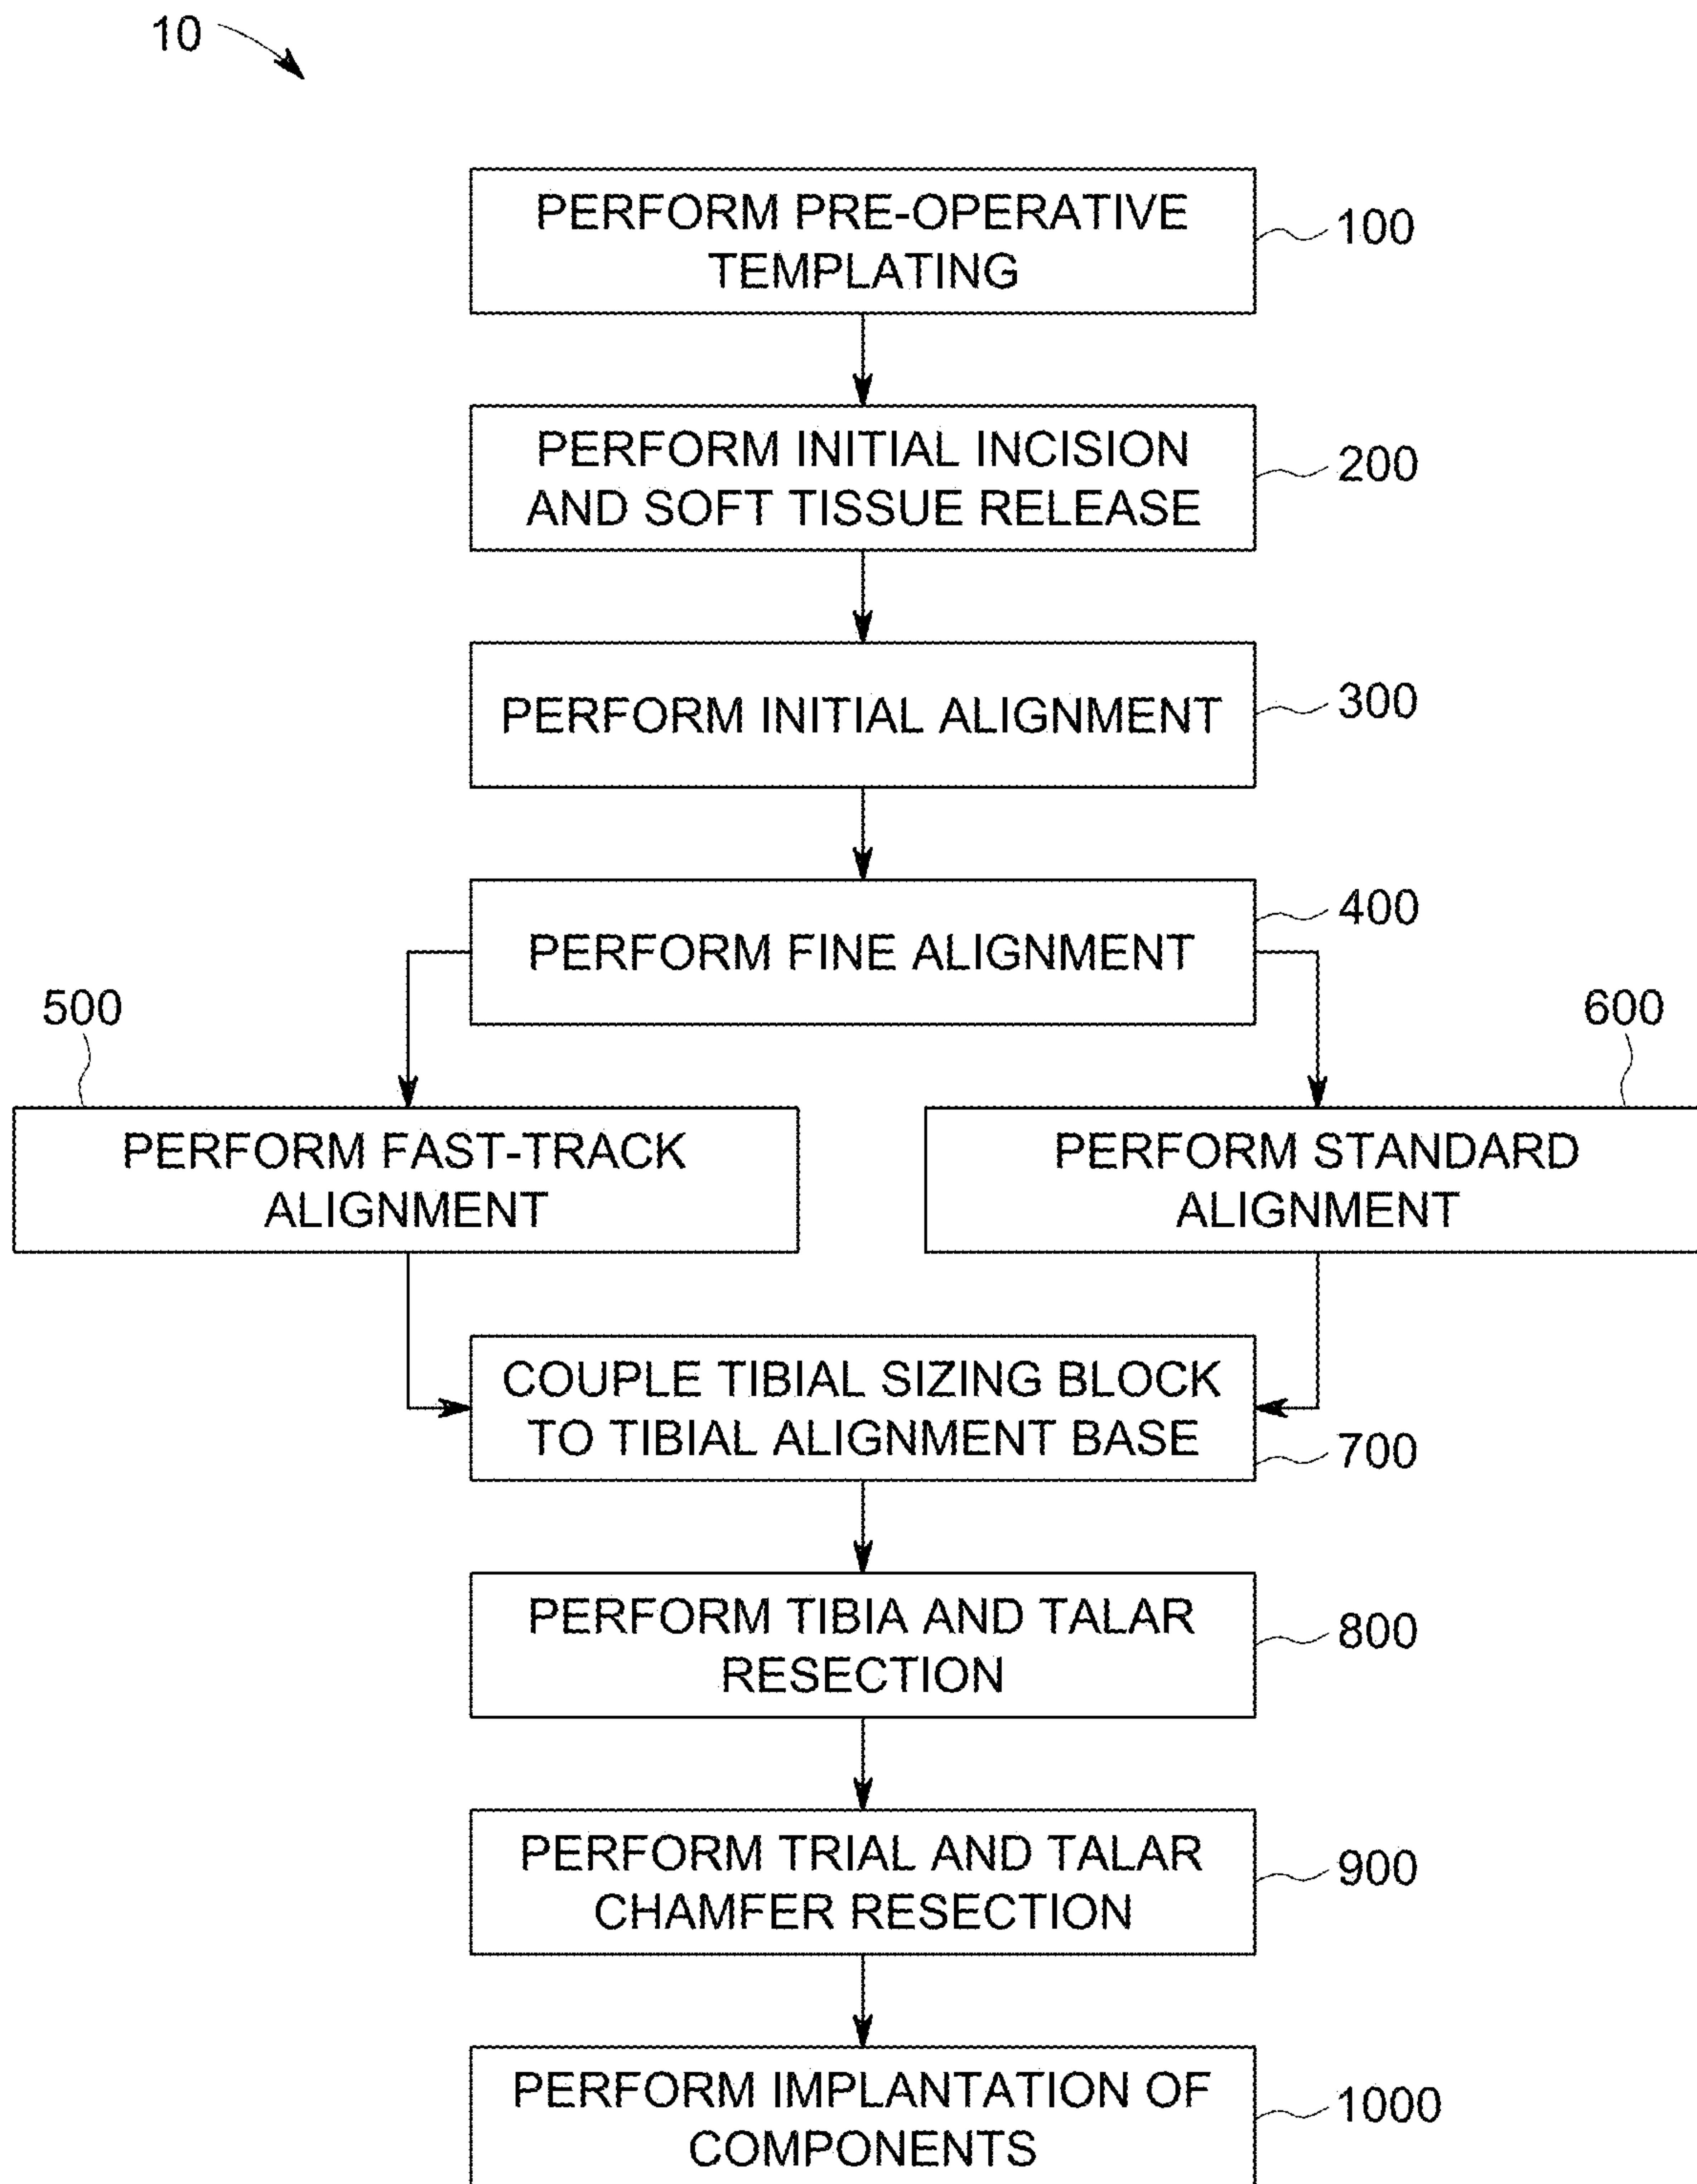 10
PERFORM PRE-OPERATIVE
TEMPLATING
100
PERFORM INITIAL INCISION
AND SOFT TISSUE RELEASE
200
PERFORM INITIAL ALIGNMENT
300
PERFORM FINE ALIGNMENT
400
500
PERFORM FAST-TRACK
ALIGNMENT
600
PERFORM STANDARD
ALIGNMENT
COUPLE TIBIAL SIZING BLOCK
TO TIBIAL ALIGNMENT BASE
700
PERFORM TIBIA AND TALAR
RESECTION
800
PERFORM TRIAL AND TALAR
CHAMFER RESECTION
900
PERFORM IMPLANTATION OF
COMPONENTS
1000